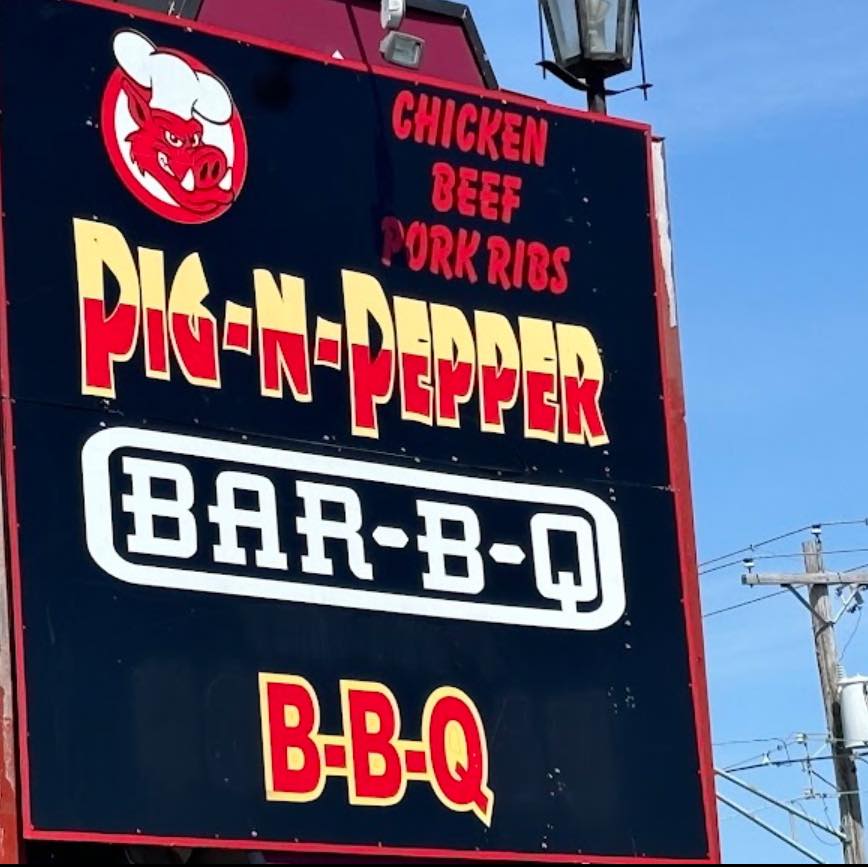 CHICKEN
BEEF
PORK RIBS
PIG-N-PEPPER
BAR-B-Q
B-B-Q